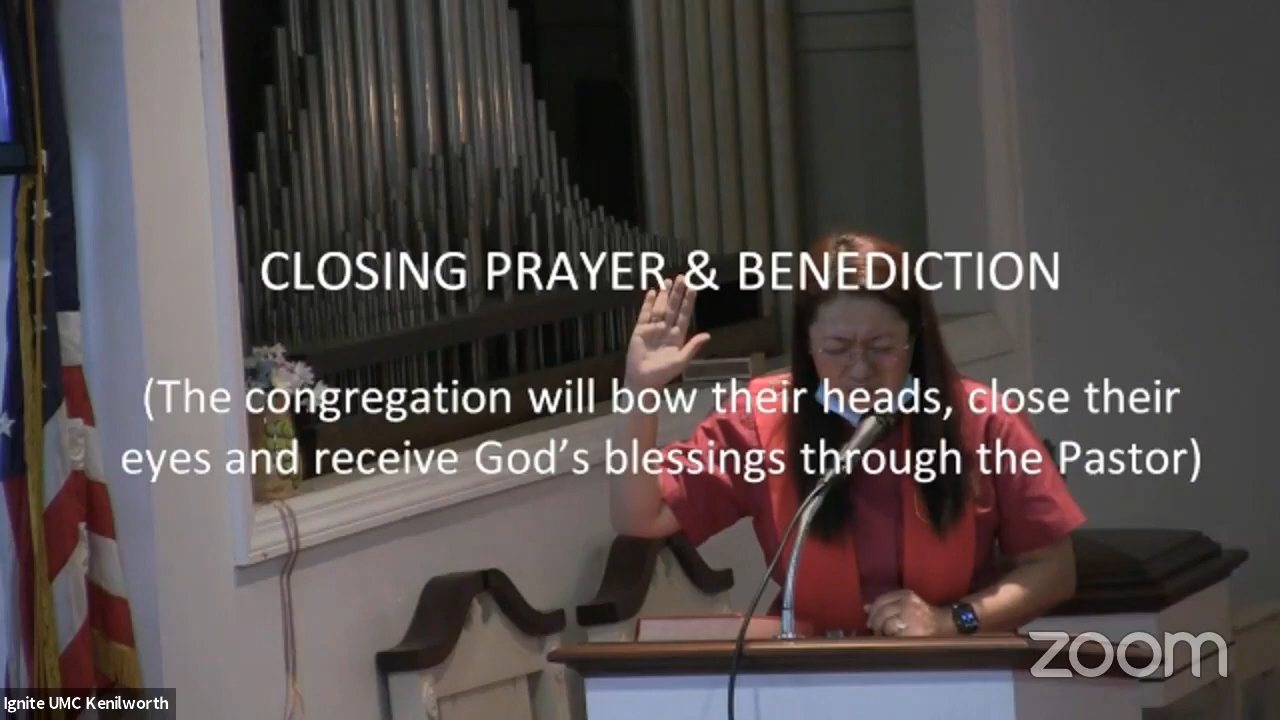 CLOSING PRAYER & BENEDICTION
(The congregation will bow their heads, close their
eyes and receive God's blessings through the Pastor)
zoom
Ignite UMC Kenilworth